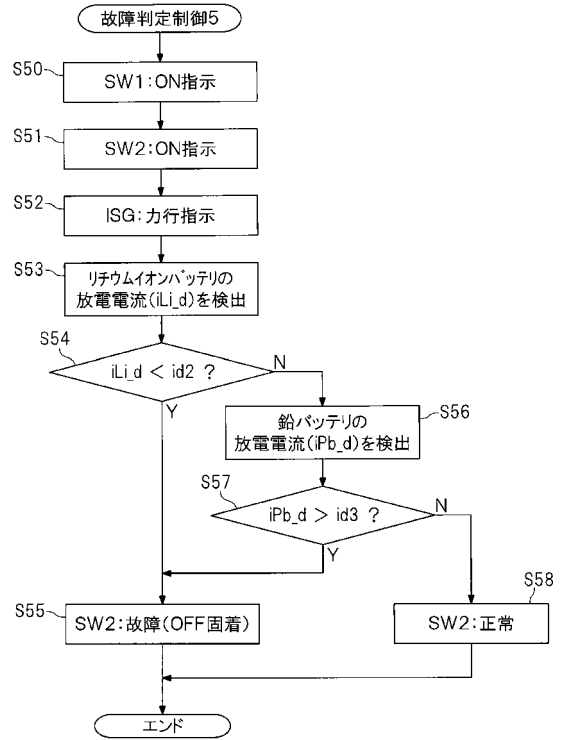 故障判定制御5
S50
SW1:ON指示
S51
SW2:ON指示
S52
ISG:力行指示
S53
リチウムイオンバッテリの
放電電流(iLi_d)を検出
S54
iLi_d < id2 ?
N
Y
S56
鉛バッテリの
放電電流(iPb_d)を検出
S57
iPb_d > id3 ?
N
Y
S55
SW2:故障(OFF固着)
S58
SW2:正常
エンド